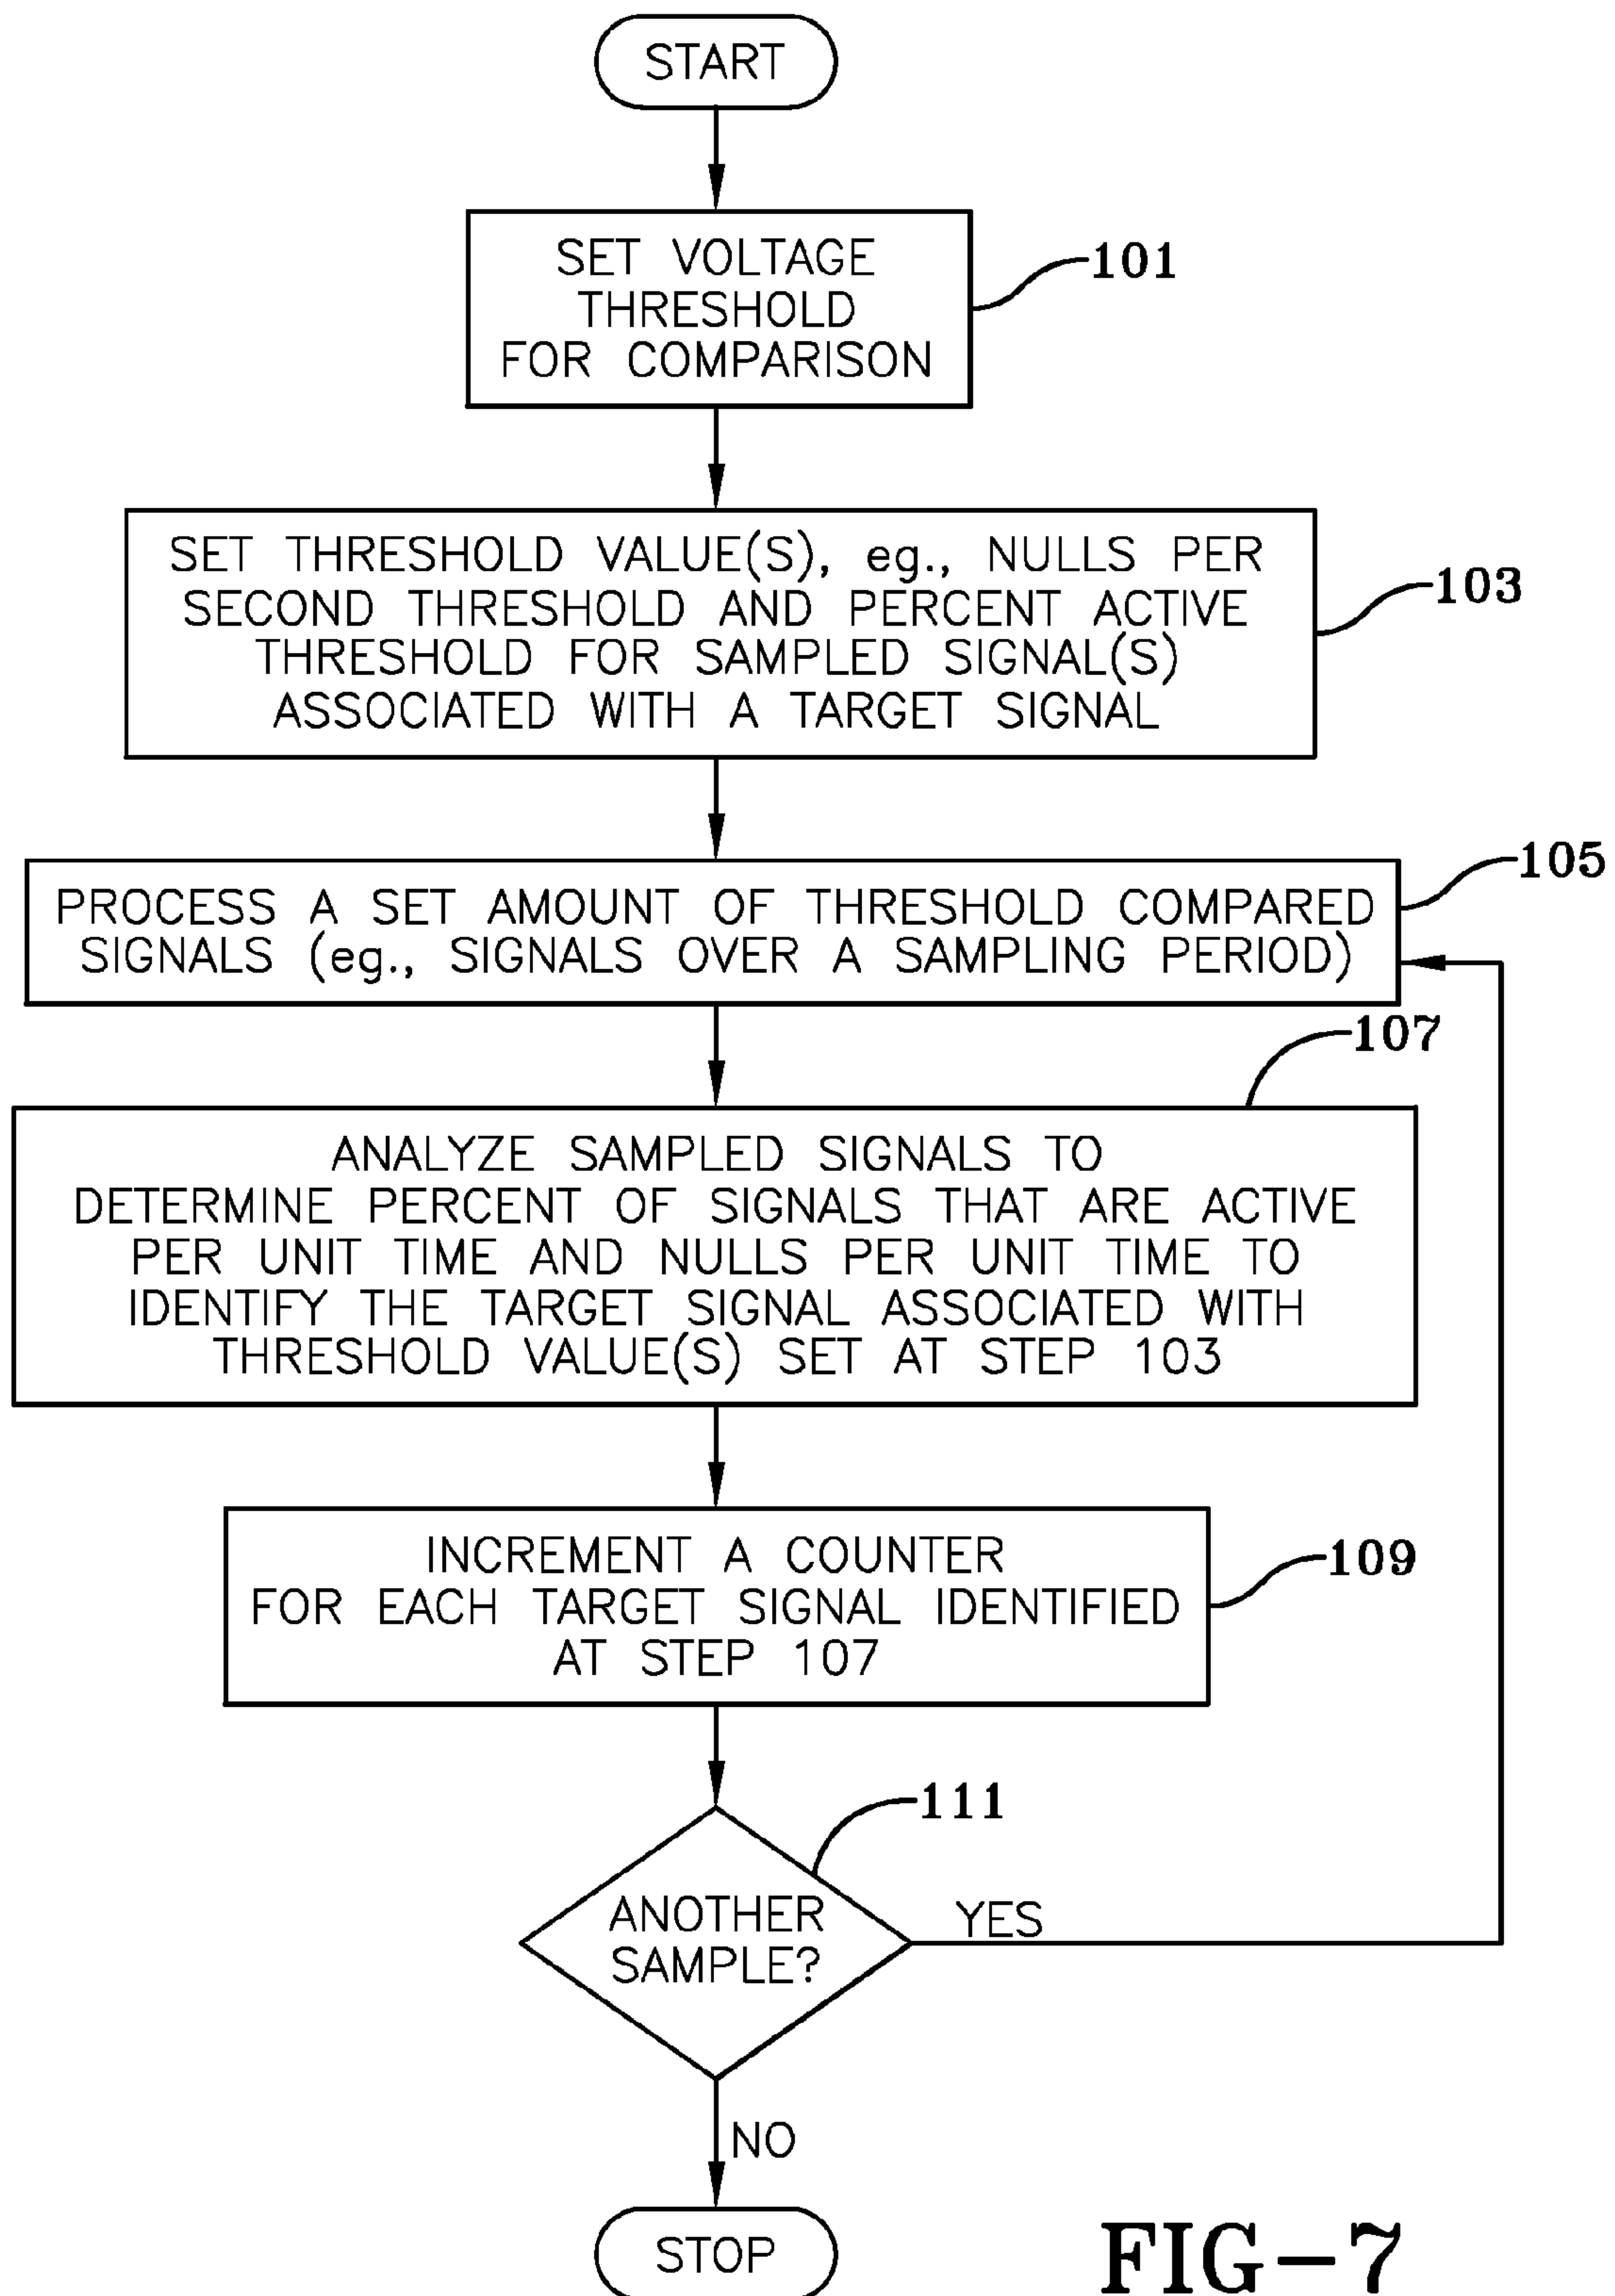 START
SET VOLTAGE
THRESHOLD
FOR COMPARISON
101
SET THRESHOLD VALUE(S), eg., NULLS PER
SECOND THRESHOLD AND PERCENT ACTIVE
THRESHOLD FOR SAMPLED SIGNAL(S)
ASSOCIATED WITH A TARGET SIGNAL
103
PROCESS A SET AMOUNT OF THRESHOLD COMPARED
SIGNALS (eg., SIGNALS OVER A SAMPLING PERIOD)
105
107
ANALYZE SAMPLED SIGNALS TO
DETERMINE PERCENT OF SIGNALS THAT ARE ACTIVE
PER UNIT TIME AND NULLS PER UNIT TIME TO
IDENTIFY THE TARGET SIGNAL ASSOCIATED WITH
THRESHOLD VALUE(S) SET AT STEP 103
INCREMENT A COUNTER
FOR EACH TARGET SIGNAL IDENTIFIED
AT STEP 107
109
111
ANOTHER
SAMPLE?
YES
NO
STOP
FIG-7